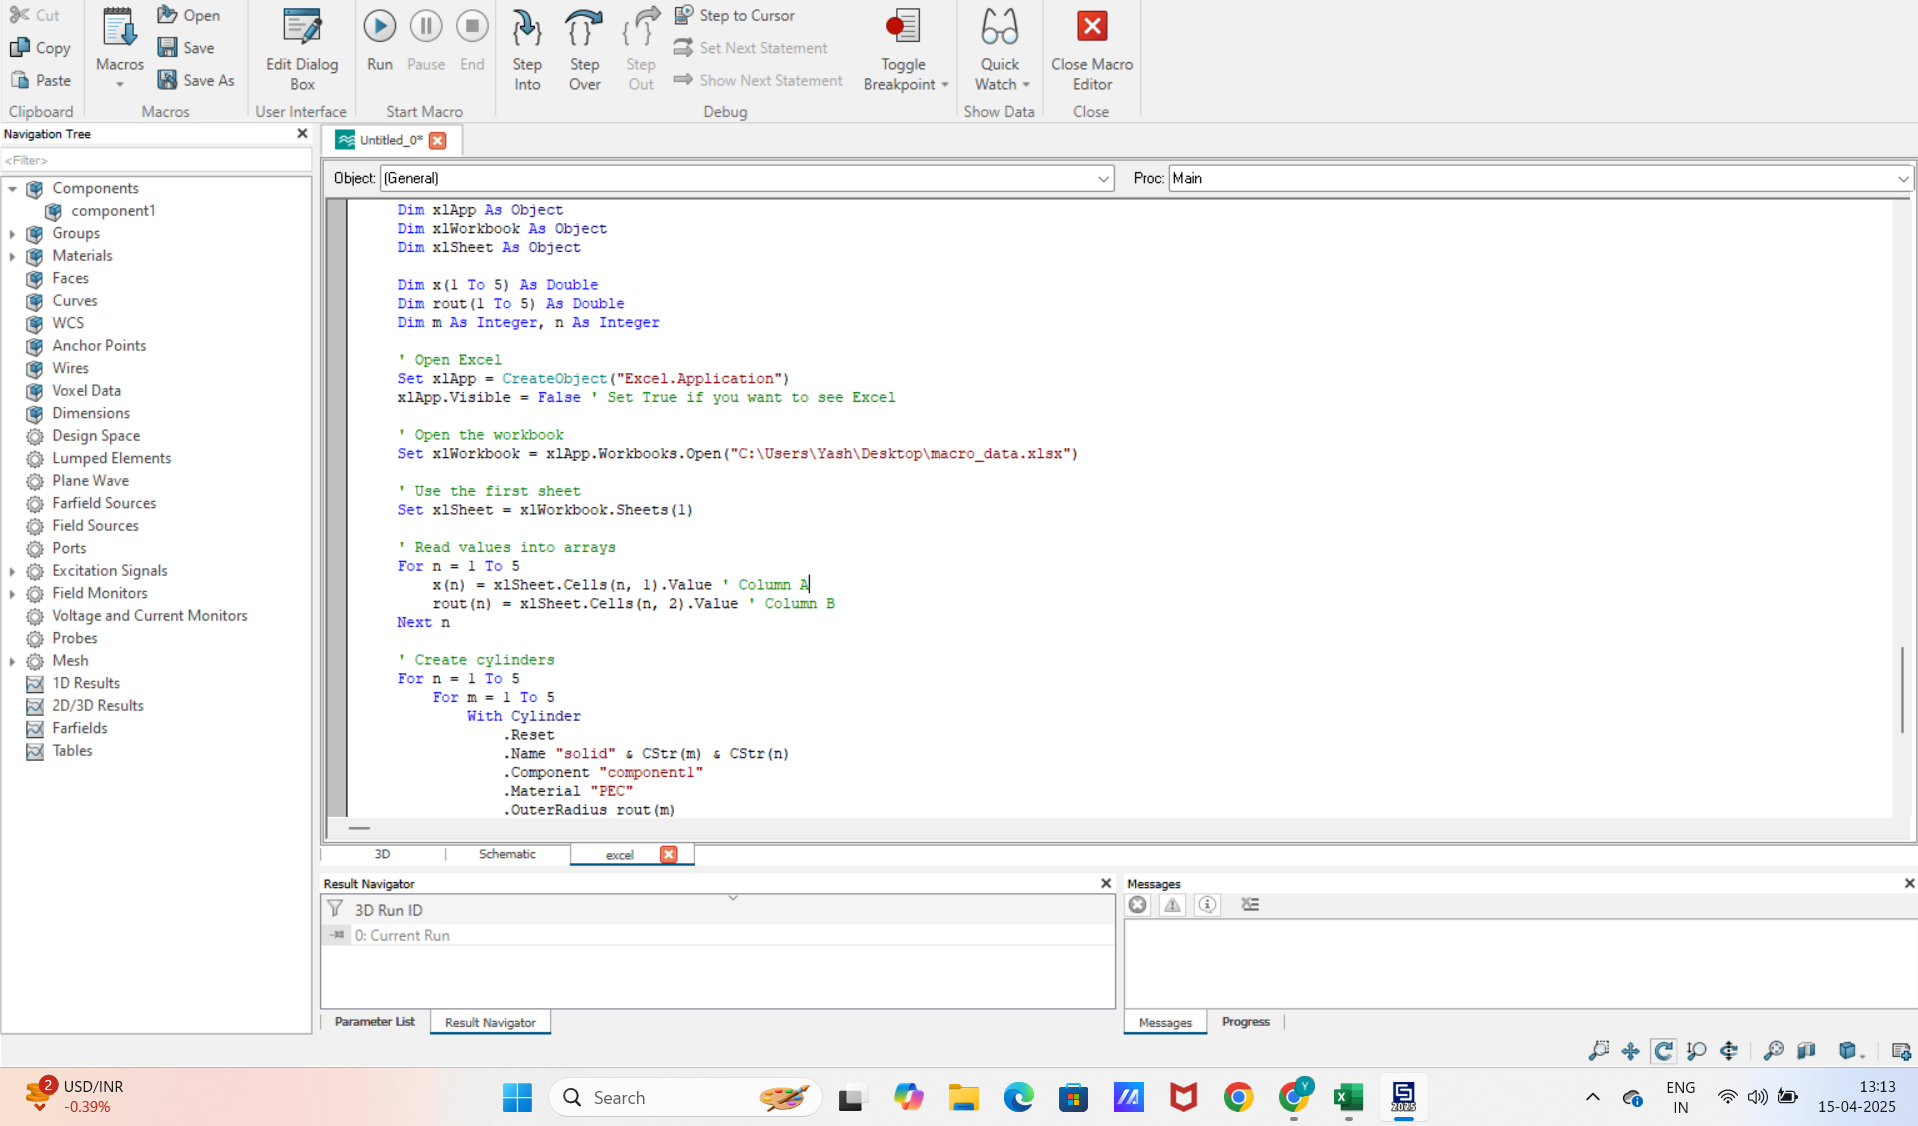 Cut
Copy
Paste
Clipboard
Macros
Open
Save
Save As
Macros
Edit Dialog
Box
User Interface
Run
Pause
End
Start Macro
Step
Into
Step
Over
Step
Out
Step to Cursor
Set Next Statement
Show Next Statement
Debug
Toggle
Breakpoint
Quick
Watch
Show Data
Close Macro
Editor
Close
Navigation Tree
<Filter>
Components
component1
Groups
Materials
Faces
Curves
WCS
Anchor Points
Wires
Voxel Data
Dimensions
Design Space
Lumped Elements
Plane Wave
Farfield Sources
Field Sources
Ports
Excitation Signals
Field Monitors
Voltage and Current Monitors
Probes
Mesh
1D Results
2D/3D Results
Farfields
Tables
Untitled_0*
Object: (General)
Proc: Main
Dim xlApp As Object
Dim xlWorkbook As Object
Dim xlSheet As Object
Dim x(1 To 5) As Double
Dim rout(1 To 5) As Double
Dim m As Integer, n As Integer
' Open Excel
Set xlApp = CreateObject("Excel.Application")
xlApp.Visible = False ' Set True if you want to see Excel
' Open the workbook
Set xlWorkbook = xlApp.Workbooks.Open("C:\Users\Yash\Desktop\macro_data.xlsx")
' Use the first sheet
Set xlSheet = xlWorkbook.Sheets(1)
' Read values into arrays
For n = 1 To 5
x(n) = xlSheet.Cells(n, 1).Value ' Column A
rout(n) = xlSheet.Cells(n, 2).Value ' Column B
Next n
' Create cylinders
For n = 1 To 5
For m = 1 To 5
With Cylinder
.Reset
.Name "solid" & CStr(m) & CStr(n)
.Component "component1"
.Material "PEC"
.OuterRadius rout(m)
3D
Schematic
excel
Result Navigator
3D Run ID
0: Current Run
Parameter List
Result Navigator
Messages
Messages
Progress
2
USD/INR
-0.39%
Search
Y
2025
ENG
IN
13:13
15-04-2025